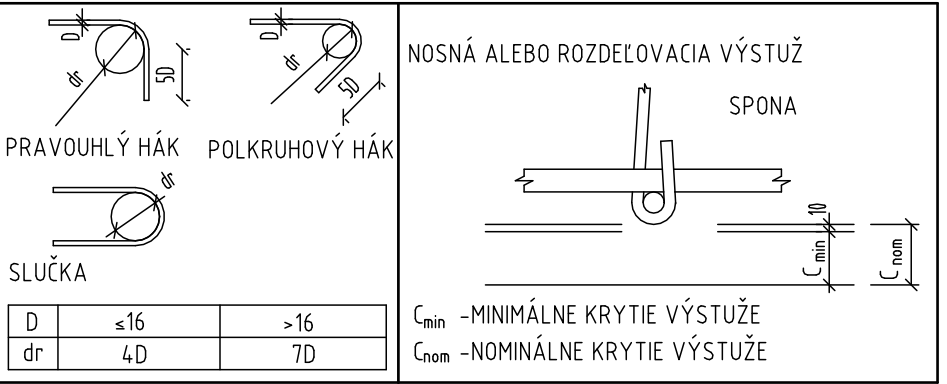 D
dr
5D
PRAVOUHLÝ HÁK
D
dr
5D
POLKRUHOVÝ HÁK
dr
SLUČKA
D ≤16 >16
dr 4D 7D
NOSNÁ ALEBO ROZDEĽOVACIA VÝSTUŽ
SPONA
10
Cmin
Cnom
Cmin -MINIMÁLNE KRYTIE VÝSTUŽE
Cnom -NOMINÁLNE KRYTIE VÝSTUŽE